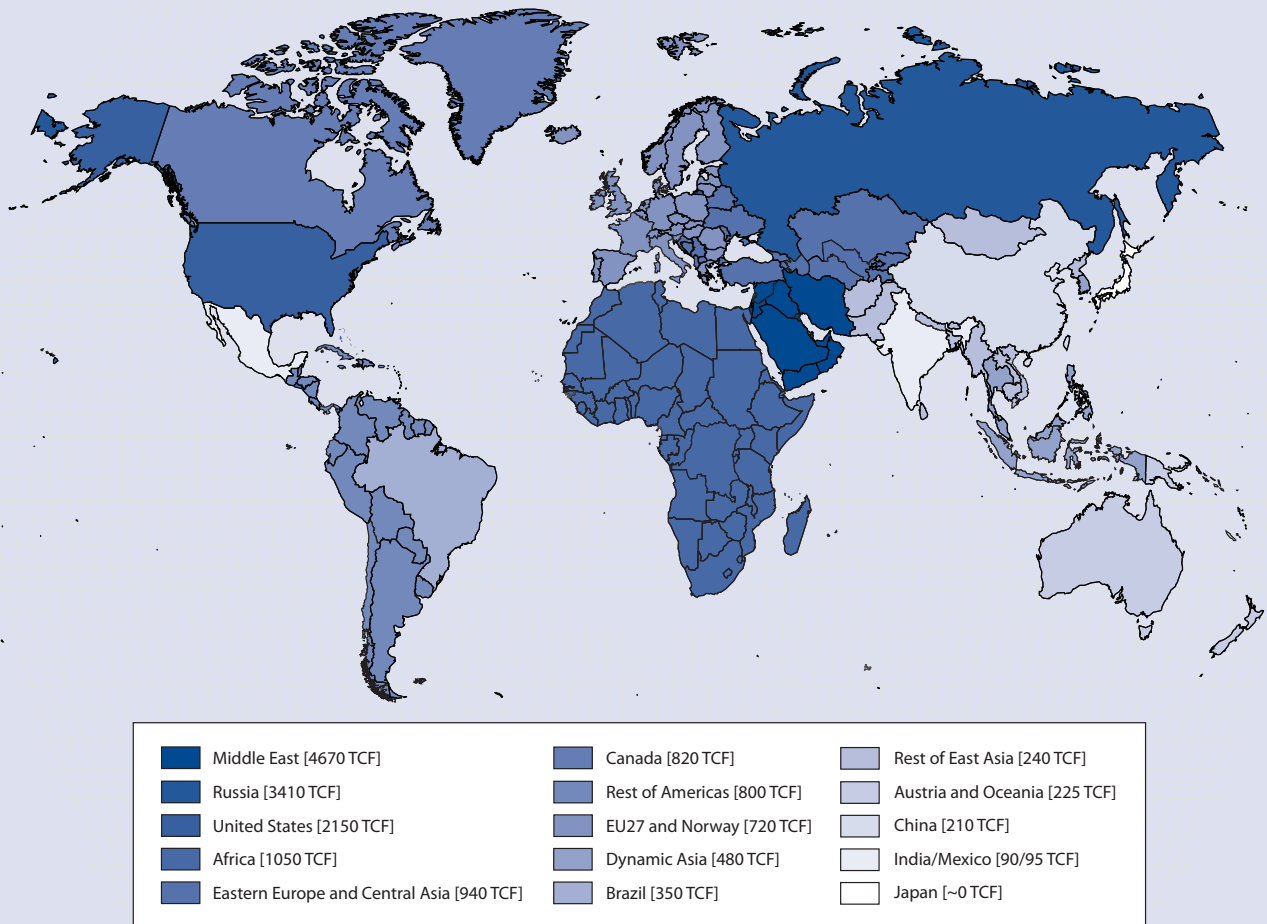 Middle East [4670 TCF]
Russia [3410 TCF]
United States [2150 TCF]
Africa [1050 TCF]
Eastern Europe and Central Asia [940 TCF]
Canada [820 TCF]
Rest of Americas [800 TCF]
EU27 and Norway [720 TCF]
Dynamic Asia [480 TCF]
Brazil [350 TCF]
Rest of East Asia [240 TCF]
Austria and Oceania [225 TCF]
China [210 TCF]
India/Mexico [90/95 TCF]
Japan [~0 TCF]